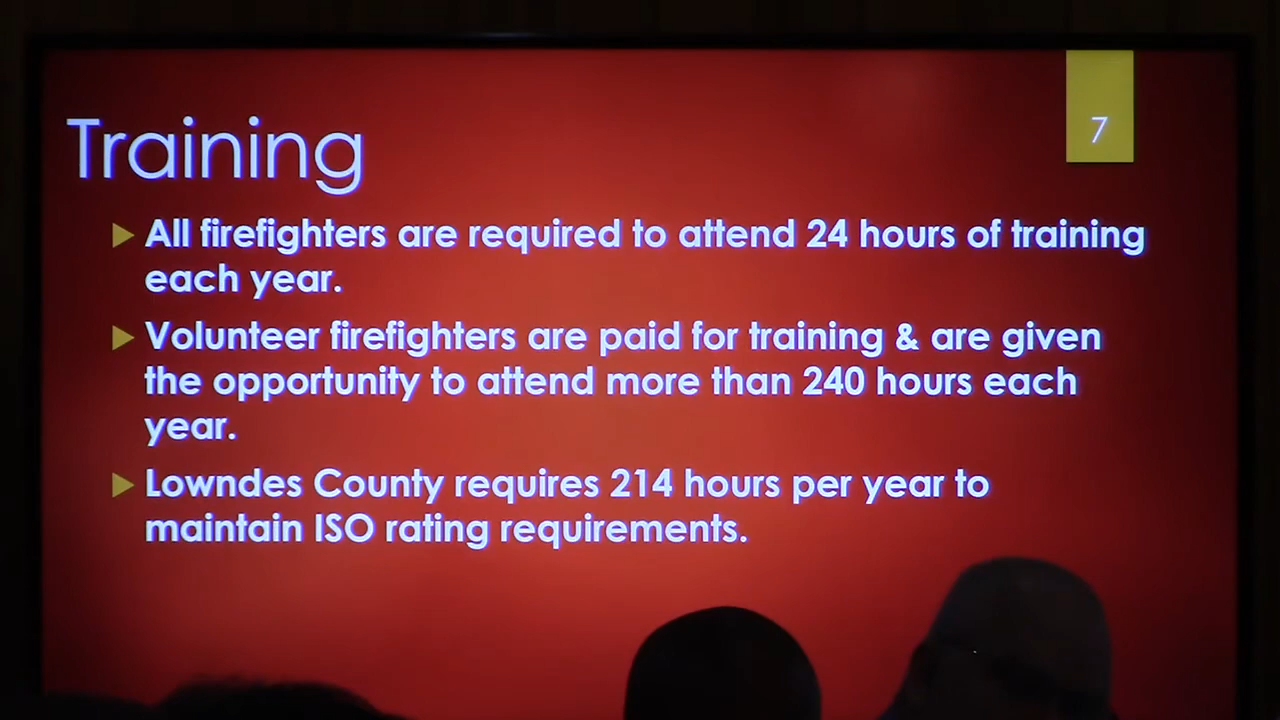 7
Training
All firefighters are required to attend 24 hours of training
each year.
Volunteer firefighters are paid for training & are given
the opportunity to attend more than 240 hours each
year.
Lowndes County requires 214 hours per year to
maintain ISO rating requirements.